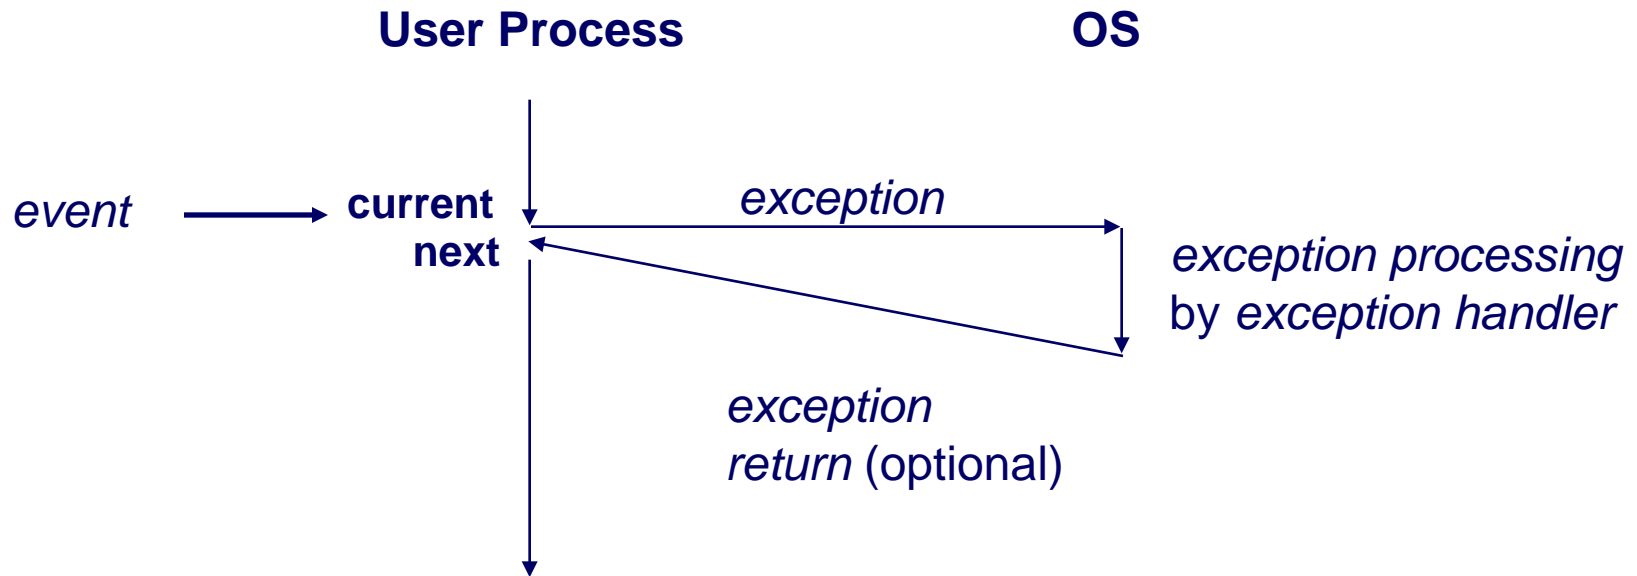 User Process
OS
event
current
next
exception
exception processing
by exception handler
exception
return (optional)